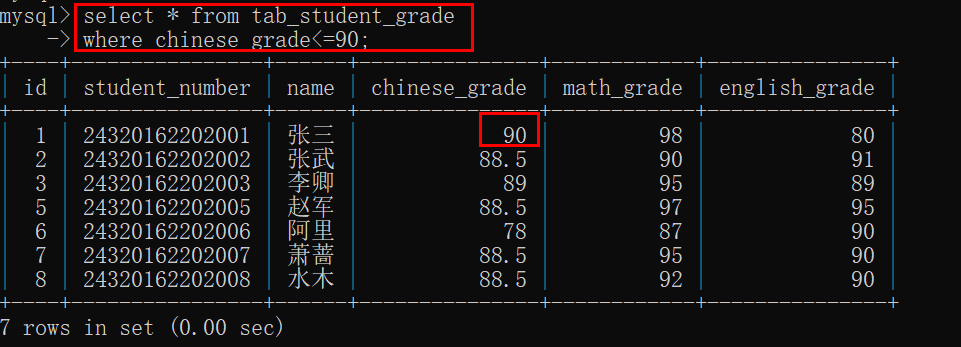 mysql> select * from tab_student_grade
-> where chinese_grade<=90;
+----+----------------+------+---------------+------------+---------------+
| id | student_number | name | chinese_grade | math_grade | english_grade |
+----+----------------+------+---------------+------------+---------------+
| 1 | 24320162202001 | 张三 | 90 | 98 | 80 |
| 2 | 24320162202002 | 张武 | 88.5 | 90 | 91 |
| 3 | 24320162202003 | 李卿 | 89 | 95 | 89 |
| 5 | 24320162202005 | 赵军 | 88.5 | 97 | 95 |
| 6 | 24320162202006 | 阿里 | 78 | 87 | 90 |
| 7 | 24320162202007 | 萧蔷 | 88.5 | 95 | 90 |
| 8 | 24320162202008 | 水木 | 88.5 | 92 | 90 |
+----+----------------+------+---------------+------------+---------------+
7 rows in set (0.00 sec)